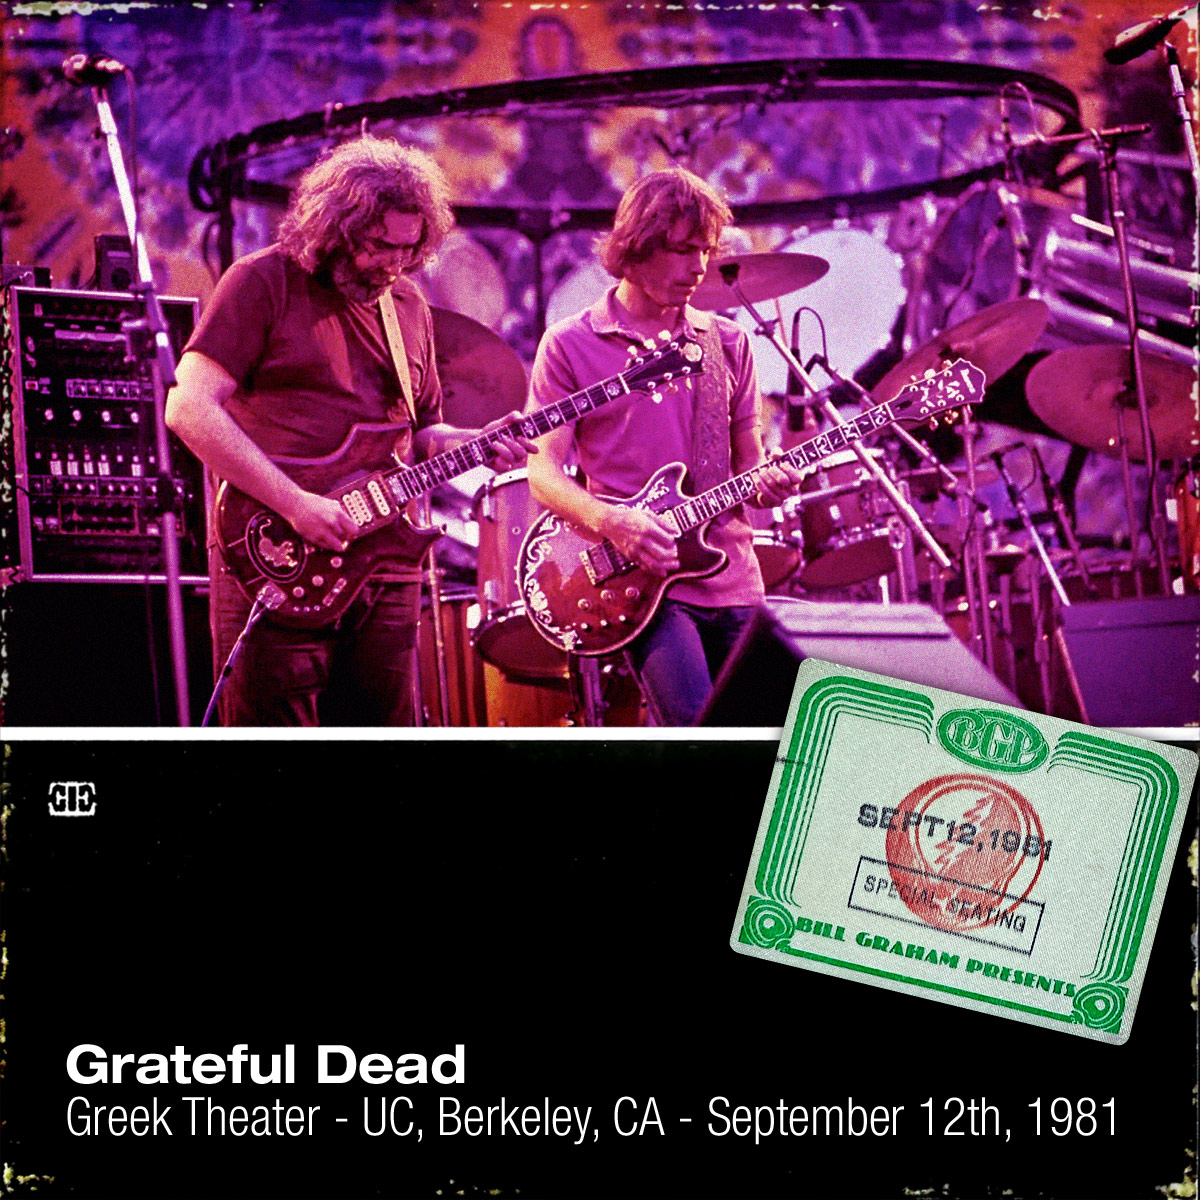 BGP
SEPT 12, 1981
SPECIAL SEATING
BILL GRAHAM PRESENTS
Grateful Dead
Greek Theater - UC, Berkeley, CA - September 12th, 1981